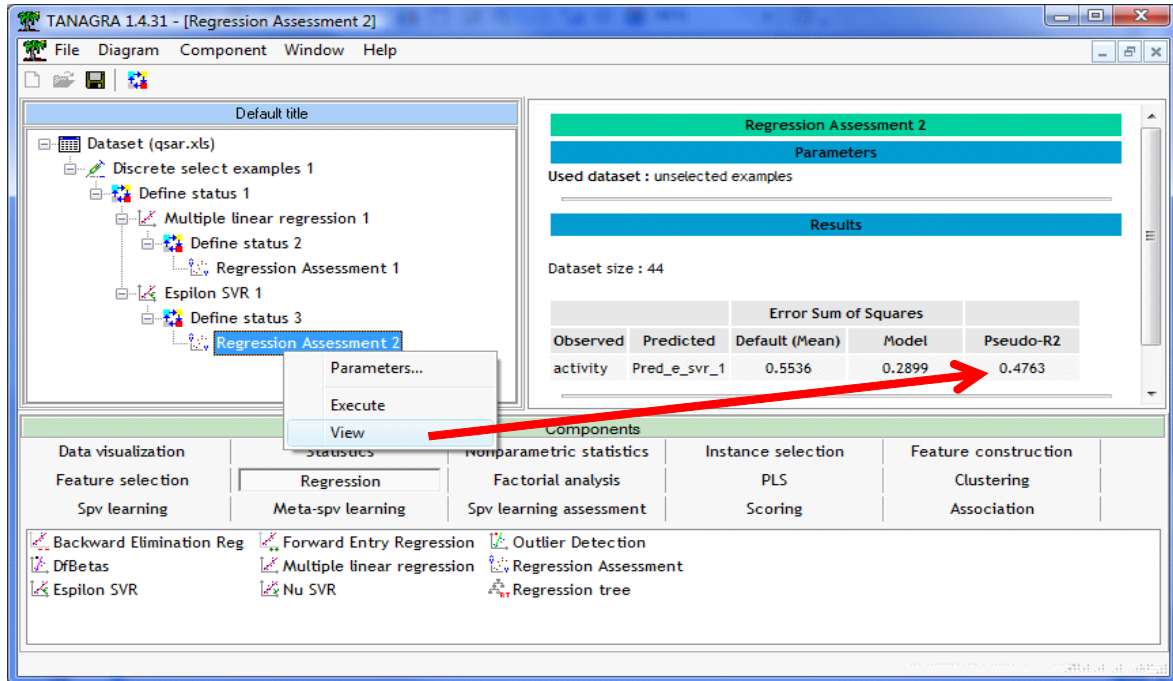 TANAGRA 1.4.31 - [Regression Assessment 2]
File Diagram Component Window Help
Default title
Dataset (qsar.xls)
Discrete select examples 1
Define status 1
Multiple linear regression 1
Define status 2
Regression Assessment 1
Espilon SVR 1
Define status 3
Regression Assessment 2
Parameters...
Execute
View
Regression Assessment 2
Parameters
Used dataset : unselected examples
Results
Dataset size : 44
Error Sum of Squares
Observed Predicted Default (Mean) Model Pseudo-R2
activity Pred_e_svr_1 0.5536 0.2899 0.4763
Components
Data visualization Statistics Nonparametric statistics Instance selection Feature construction
Feature selection Regression Factorial analysis PLS Clustering
Spv learning Meta-spv learning Spv learning assessment Scoring Association
Backward Elimination Reg Forward Entry Regression Outlier Detection
DfBetas Multiple linear regression Regression Assessment
Espilon SVR Nu SVR Regression tree